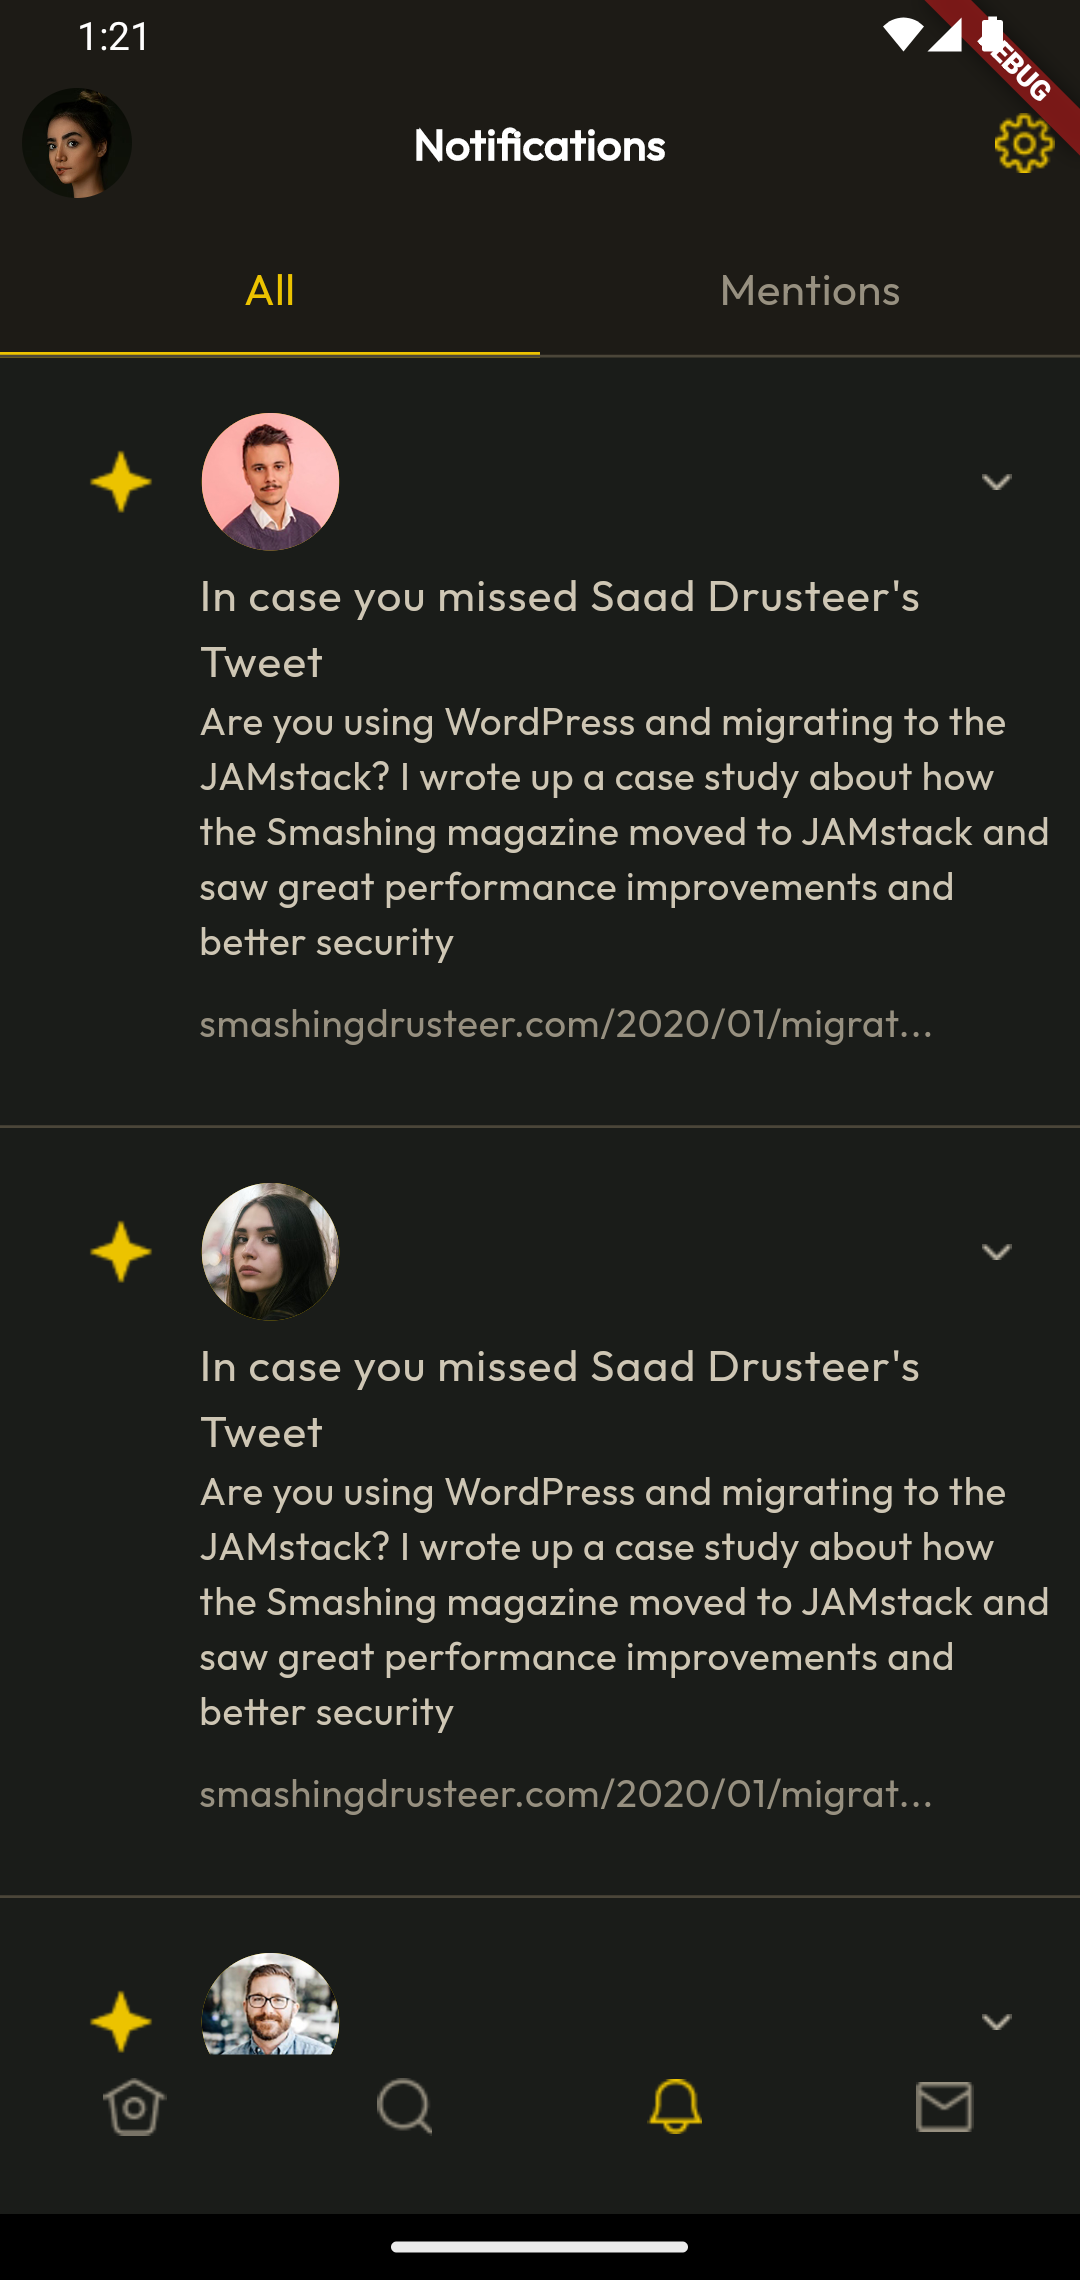 1:21
DEBUG
Notifications
All
Mentions
In case you missed Saad Drusteer's
Tweet
Are you using WordPress and migrating to the
JAMstack? I wrote up a case study about how
the Smashing magazine moved to JAMstack and
saw great performance improvements and
better security
smashingdrusteer.com/2020/01/migrat...
In case you missed Saad Drusteer's
Tweet
Are you using WordPress and migrating to the
JAMstack? I wrote up a case study about how
the Smashing magazine moved to JAMstack and
saw great performance improvements and
better security
smashingdrusteer.com/2020/01/migrat...